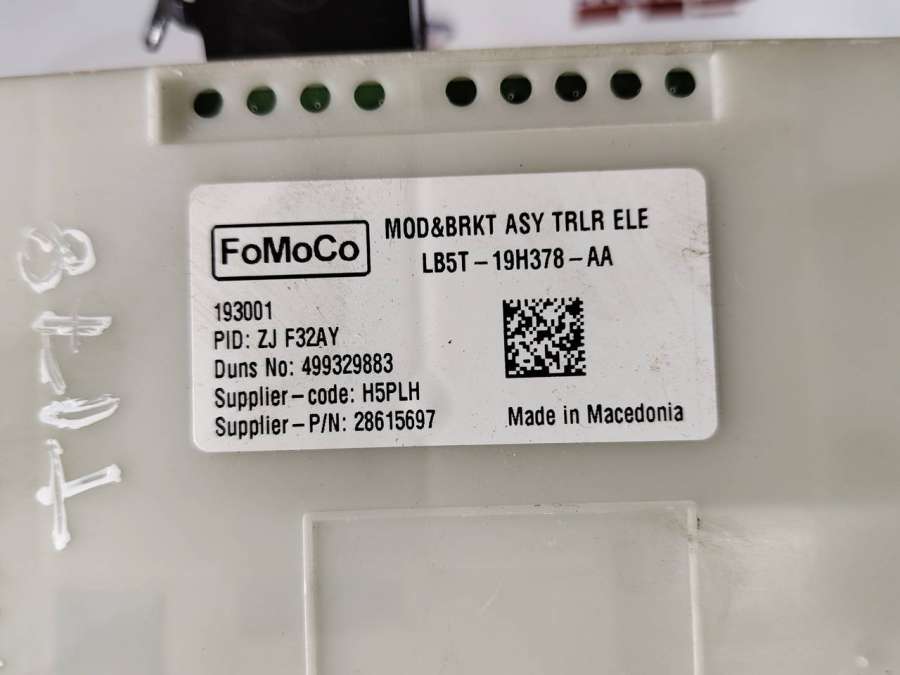 FoMoCo
MOD&BRKT ASY TRLR ELE
LB5T-19H378-AA
193001
PID: ZJ F32AY
Duns No: 499329883
Supplier-code: H5PLH
Supplier-P/N: 28615697
Made in Macedonia